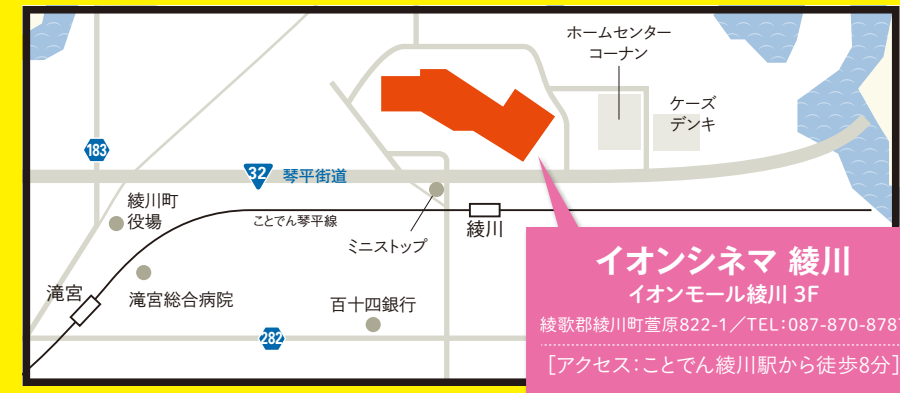 ホームセンター
コーナン
ケーズ
デンキ
183
32
琴平街道
綾川町
役場
ことでん琴平線
ミニストップ
綾川
滝宮
滝宮総合病院
百十四銀行
282
イオンシネマ 綾川
イオンモール綾川 3F
綾歌郡綾川町萱原822-1／TEL：087-870-8787
［アクセス：ことでん綾川駅から徒歩8分］